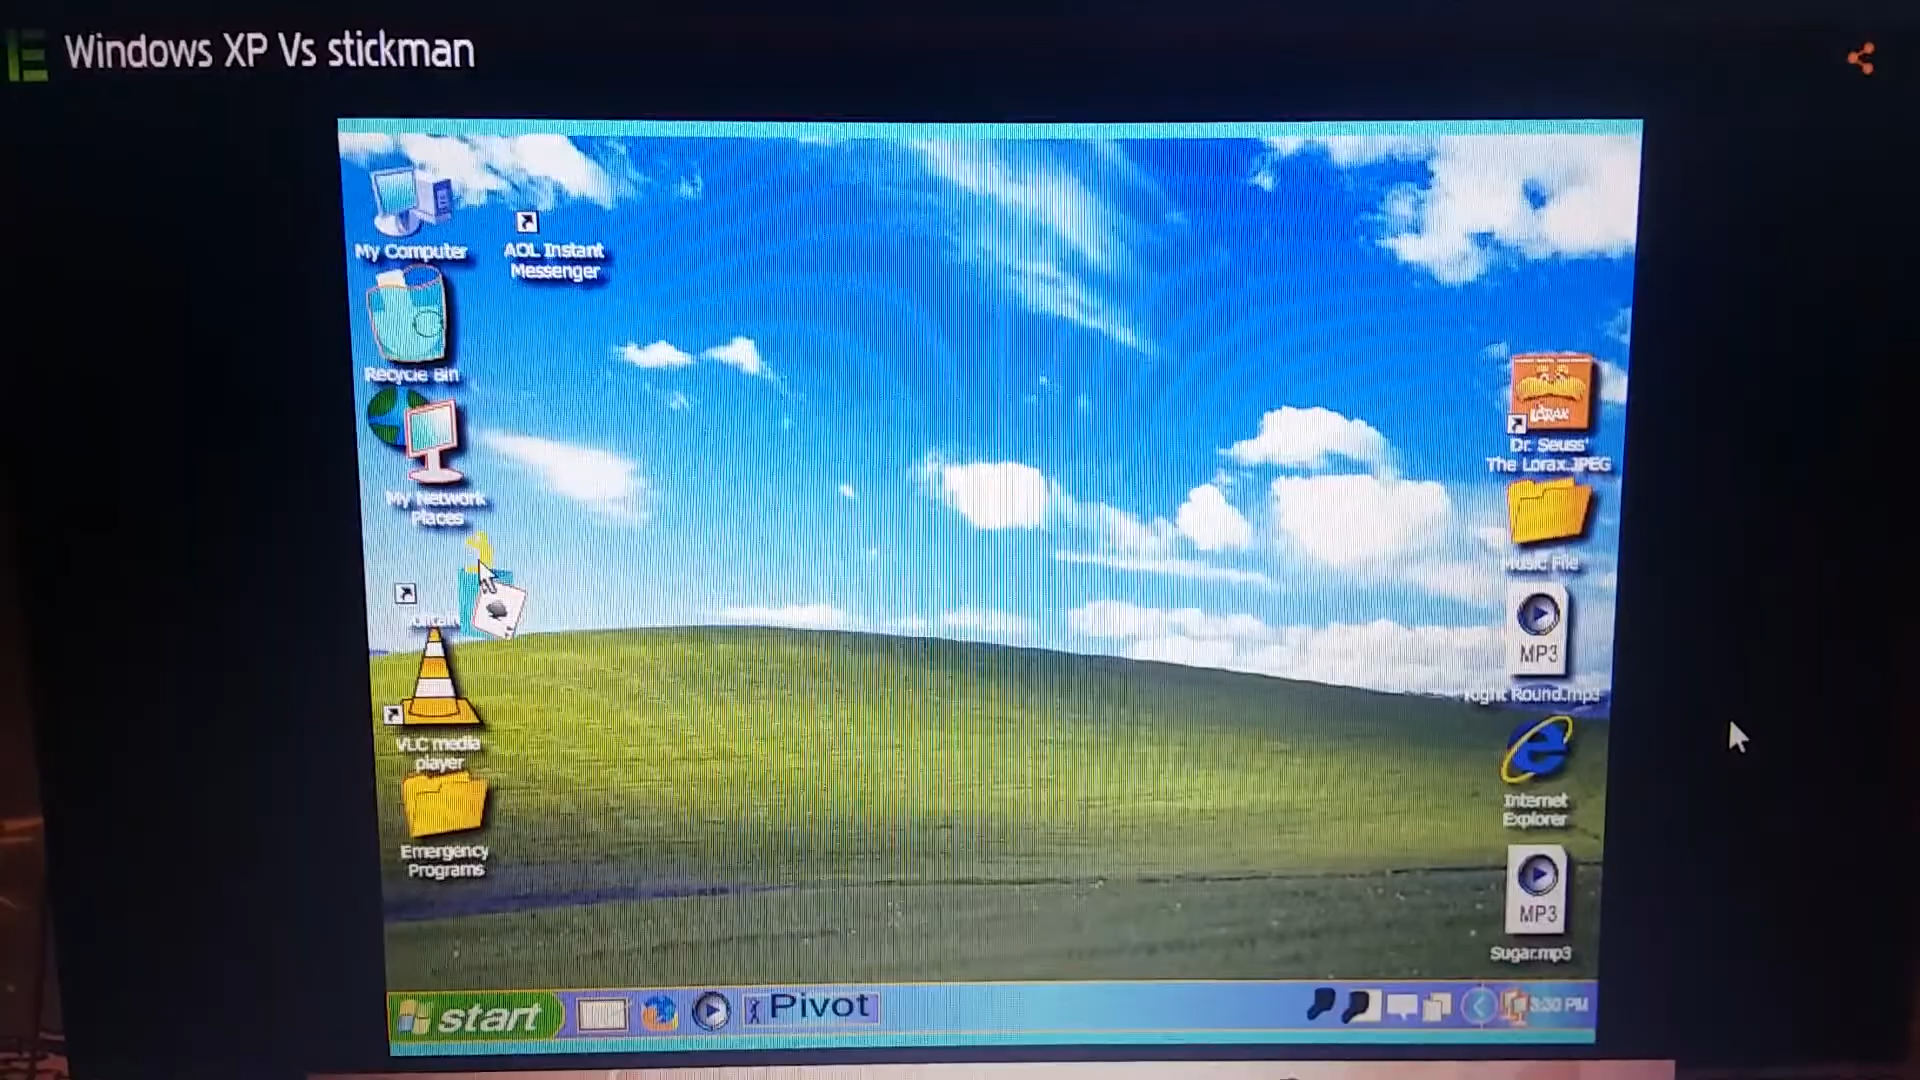 Windows XP Vs stickman
My Computer
AOL Instant
Messenger
Recycle Bin
My Network
Places
VLC media
player
Emergency
Programs
LORAX
Dr. Seuss'
The Lorax.JPEG
Music File
MP3
Right Round.mp3
Internet
Explorer
MP3
Sugar.mp3
start
Pivot
3:30 PM